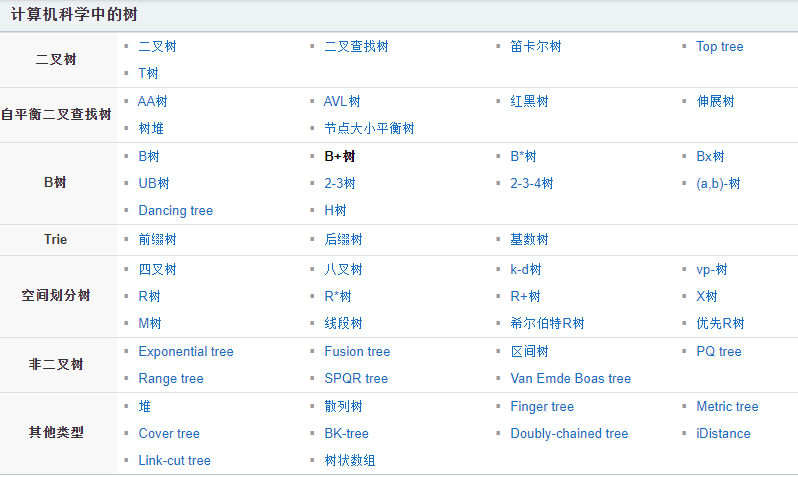 计算机科学中的树
二叉树
二叉树 二叉查找树 笛卡尔树 Top tree
T树
自平衡二叉查找树
AA树 AVL树 红黑树 伸展树
树堆 节点大小平衡树
B树
B树 B+树 B*树 Bx树
UB树 2-3树 2-3-4树 (a,b)-树
Dancing tree H树
Trie
前缀树 后缀树 基数树
空间划分树
四叉树 八叉树 k-d树 vp-树
R树 R*树 R+树 X树
M树 线段树 希尔伯特R树 优先R树
非二叉树
Exponential tree Fusion tree 区间树 PQ tree
Range tree SPQR tree Van Emde Boas tree
其他类型
堆 散列树 Finger tree Metric tree
Cover tree BK-tree Doubly-chained tree iDistance
Link-cut tree 树状数组